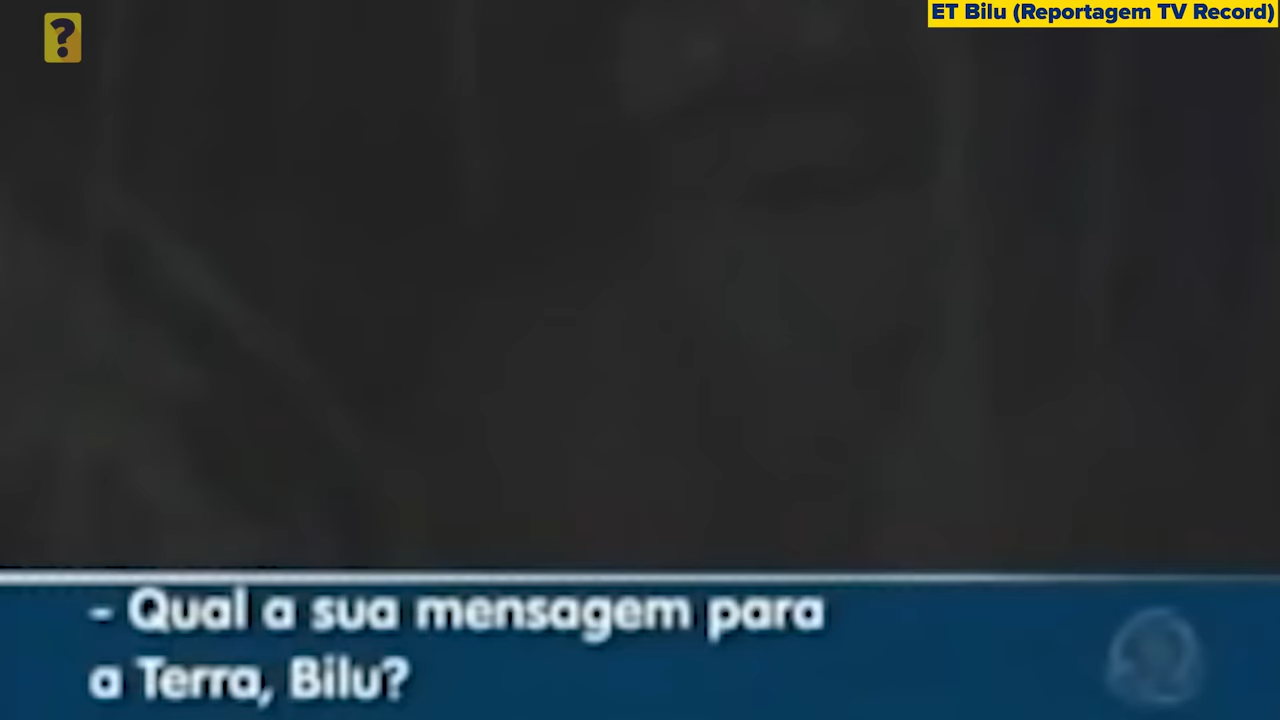 ET Bilu (Reportagem TV Record)
?
- Qual a sua mensagem para
a Terra, Bilu?